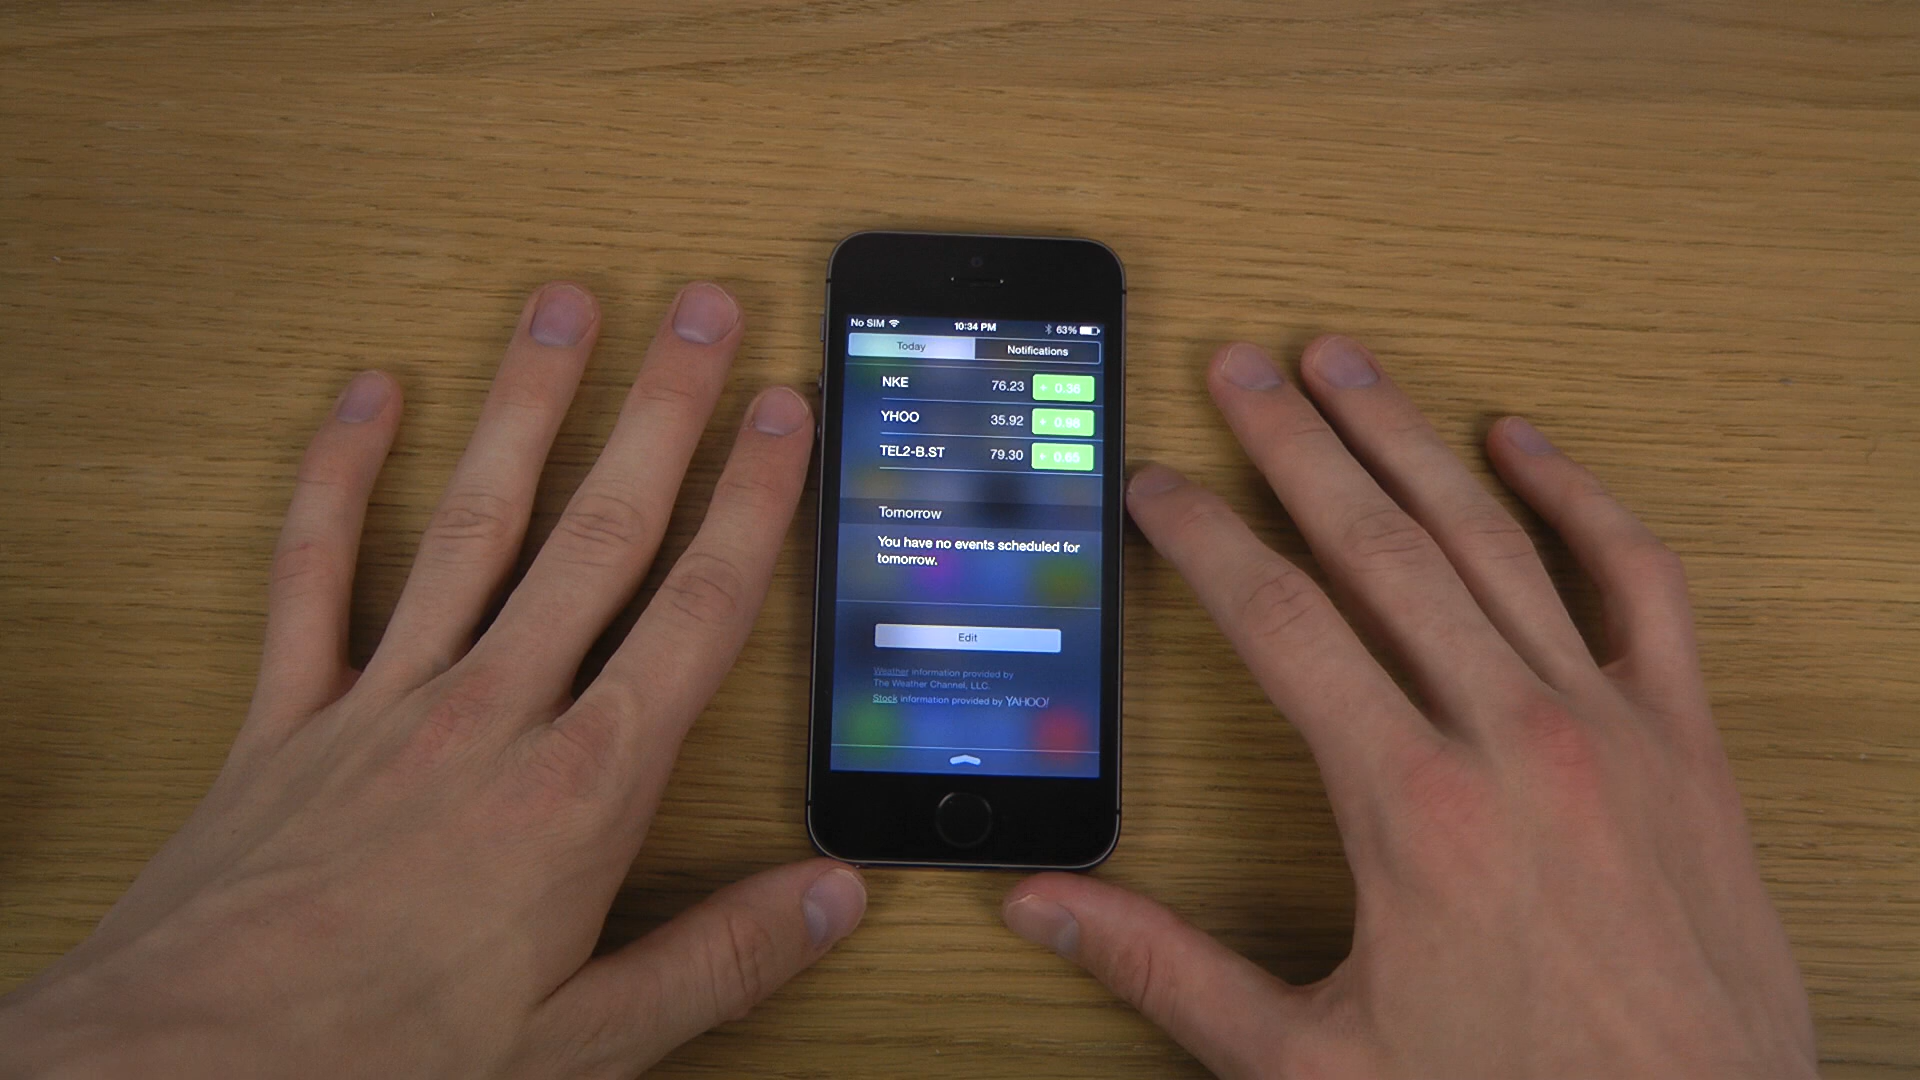 No SIM 10:34 PM 63%
Today Notifications
NKE 76.23 + 0.36
YHOO 35.92 + 0.98
TEL2-B.ST 79.30 + 0.65
Tomorrow
You have no events scheduled for
tomorrow.
Edit
Weather information provided by
The Weather Channel, LLC.
Stock information provided by YAHOO!